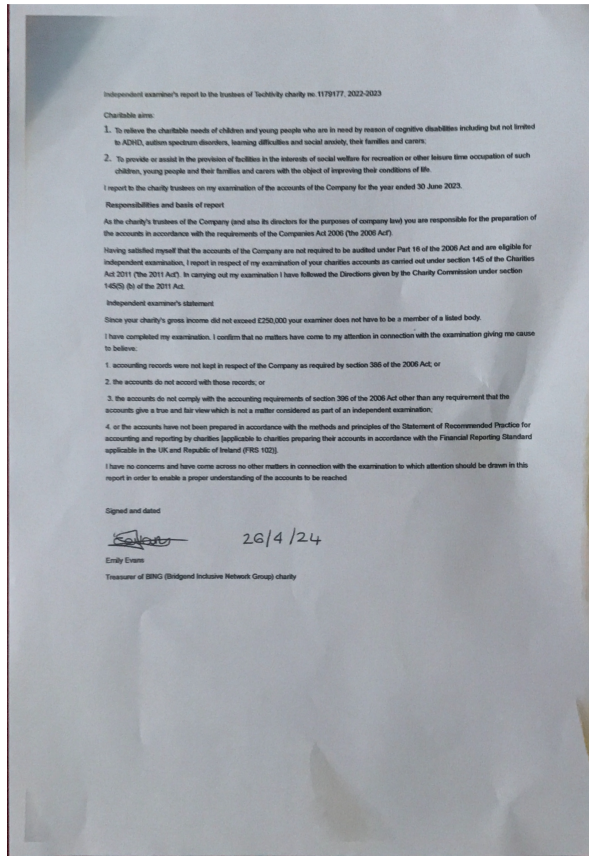 Independent examiner's report to the trustees of Techtivity charity no. 1179177, 2022-2023
Charitable aims:
1. To relieve the charitable needs of children and young people who are in need by reason of cognitive disabilities including but not limited
to ADHD, autism spectrum disorders, learning difficulties and social anxiety, their families and carers;
2. To provide or assist in the provision of facilities in the interests of social welfare for recreation or other leisure time occupation of such
children, young people and their families and carers with the object of improving their conditions of life.
I report to the charity trustees on my examination of the accounts of the Company for the year ended 30 June 2023.
Responsibilities and basis of report
As the charity's trustees of the Company (and also its directors for the purposes of company law) you are responsible for the preparation of
the accounts in accordance with the requirements of the Companies Act 2006 ('the 2006 Act').
Having satisfied myself that the accounts of the Company are not required to be audited under Part 16 of the 2006 Act and are eligible for
independent examination, I report in respect of my examination of your charities accounts as carried out under section 145 of the Charities
Act 2011 ('the 2011 Act'). In carrying out my examination I have followed the Directions given by the Charity Commission under section
145(5) (b) of the 2011 Act.
Independent examiner's statement
Since your charity's gross income did not exceed £250,000 your examiner does not have to be a member of a listed body.
I have completed my examination. I confirm that no matters have come to my attention in connection with the examination giving me cause
to believe:
1. accounting records were not kept in respect of the Company as required by section 386 of the 2006 Act; or
2. the accounts do not accord with those records; or
3. the accounts do not comply with the accounting requirements of section 396 of the 2006 Act other than any requirement that the
accounts give a true and fair view which is not a matter considered as part of an independent examination;
4. or the accounts have not been prepared in accordance with the methods and principles of the Statement of Recommended Practice for
accounting and reporting by charities [applicable to charities preparing their accounts in accordance with the Financial Reporting Standard
applicable in the UK and Republic of Ireland (FRS 102)].
I have no concerns and have come across no other matters in connection with the examination to which attention should be drawn in this
report in order to enable a proper understanding of the accounts to be reached
Signed and dated
26/4/24
Emily Evans
Treasurer of BING (Bridgend Inclusive Network Group) charity